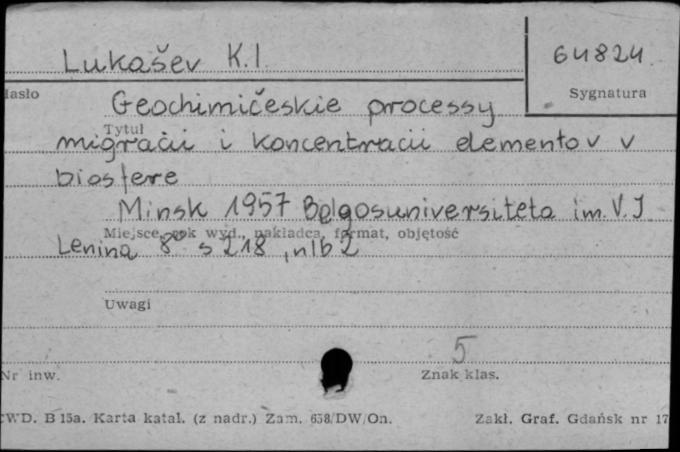 Lukašev K.I. 64824
Hasło Sygnatura
Geochimičeskie processy
Tytuł
migracii i koncentracii elementov v
biosfere
Minsk 1957 Belgosuniversiteta im. V.I
Miejsce, rok wyd., nakładca, format, objętość
Lenina 8° s 218, nlb 2
Uwagi
5
Nr inw. Znak klas.
CWD. B 15a. Karta katal. (z nadr.) Zam. 638/DW/On. Zakł. Graf. Gdańsk nr 17